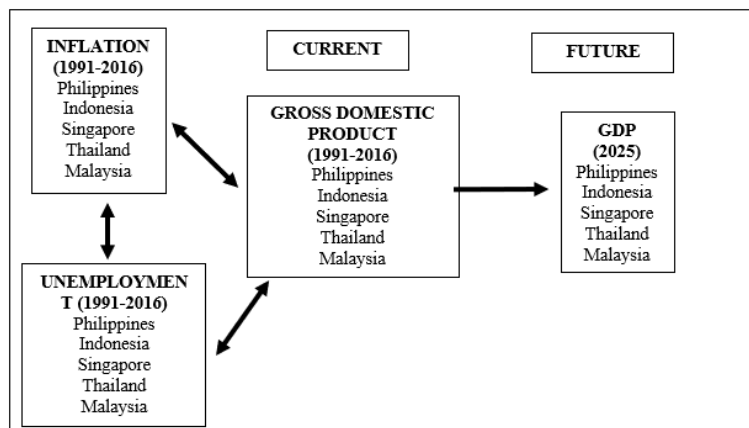 INFLATION
(1991-2016)
Philippines
Indonesia
Singapore
Thailand
Malaysia
CURRENT
FUTURE
GROSS DOMESTIC
PRODUCT
(1991-2016)
Philippines
Indonesia
Singapore
Thailand
Malaysia
GDP
(2025)
Philippines
Indonesia
Singapore
Thailand
Malaysia
UNEMPLOYMEN
T (1991-2016)
Philippines
Indonesia
Singapore
Thailand
Malaysia